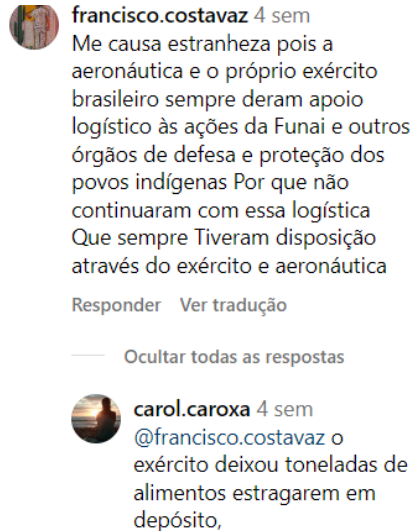 francisco.costavaz 4 sem
Me causa estranheza pois a
aeronáutica e o próprio exército
brasileiro sempre deram apoio
logístico às ações da Funai e outros
órgãos de defesa e proteção dos
povos indígenas Por que não
continuaram com essa logística
Que sempre Tiveram disposição
através do exército e aeronáutica
Responder Ver tradução
Ocultar todas as respostas
carol.caroxa 4 sem
@francisco.costavaz o
exército deixou toneladas de
alimentos estragarem em
depósito,